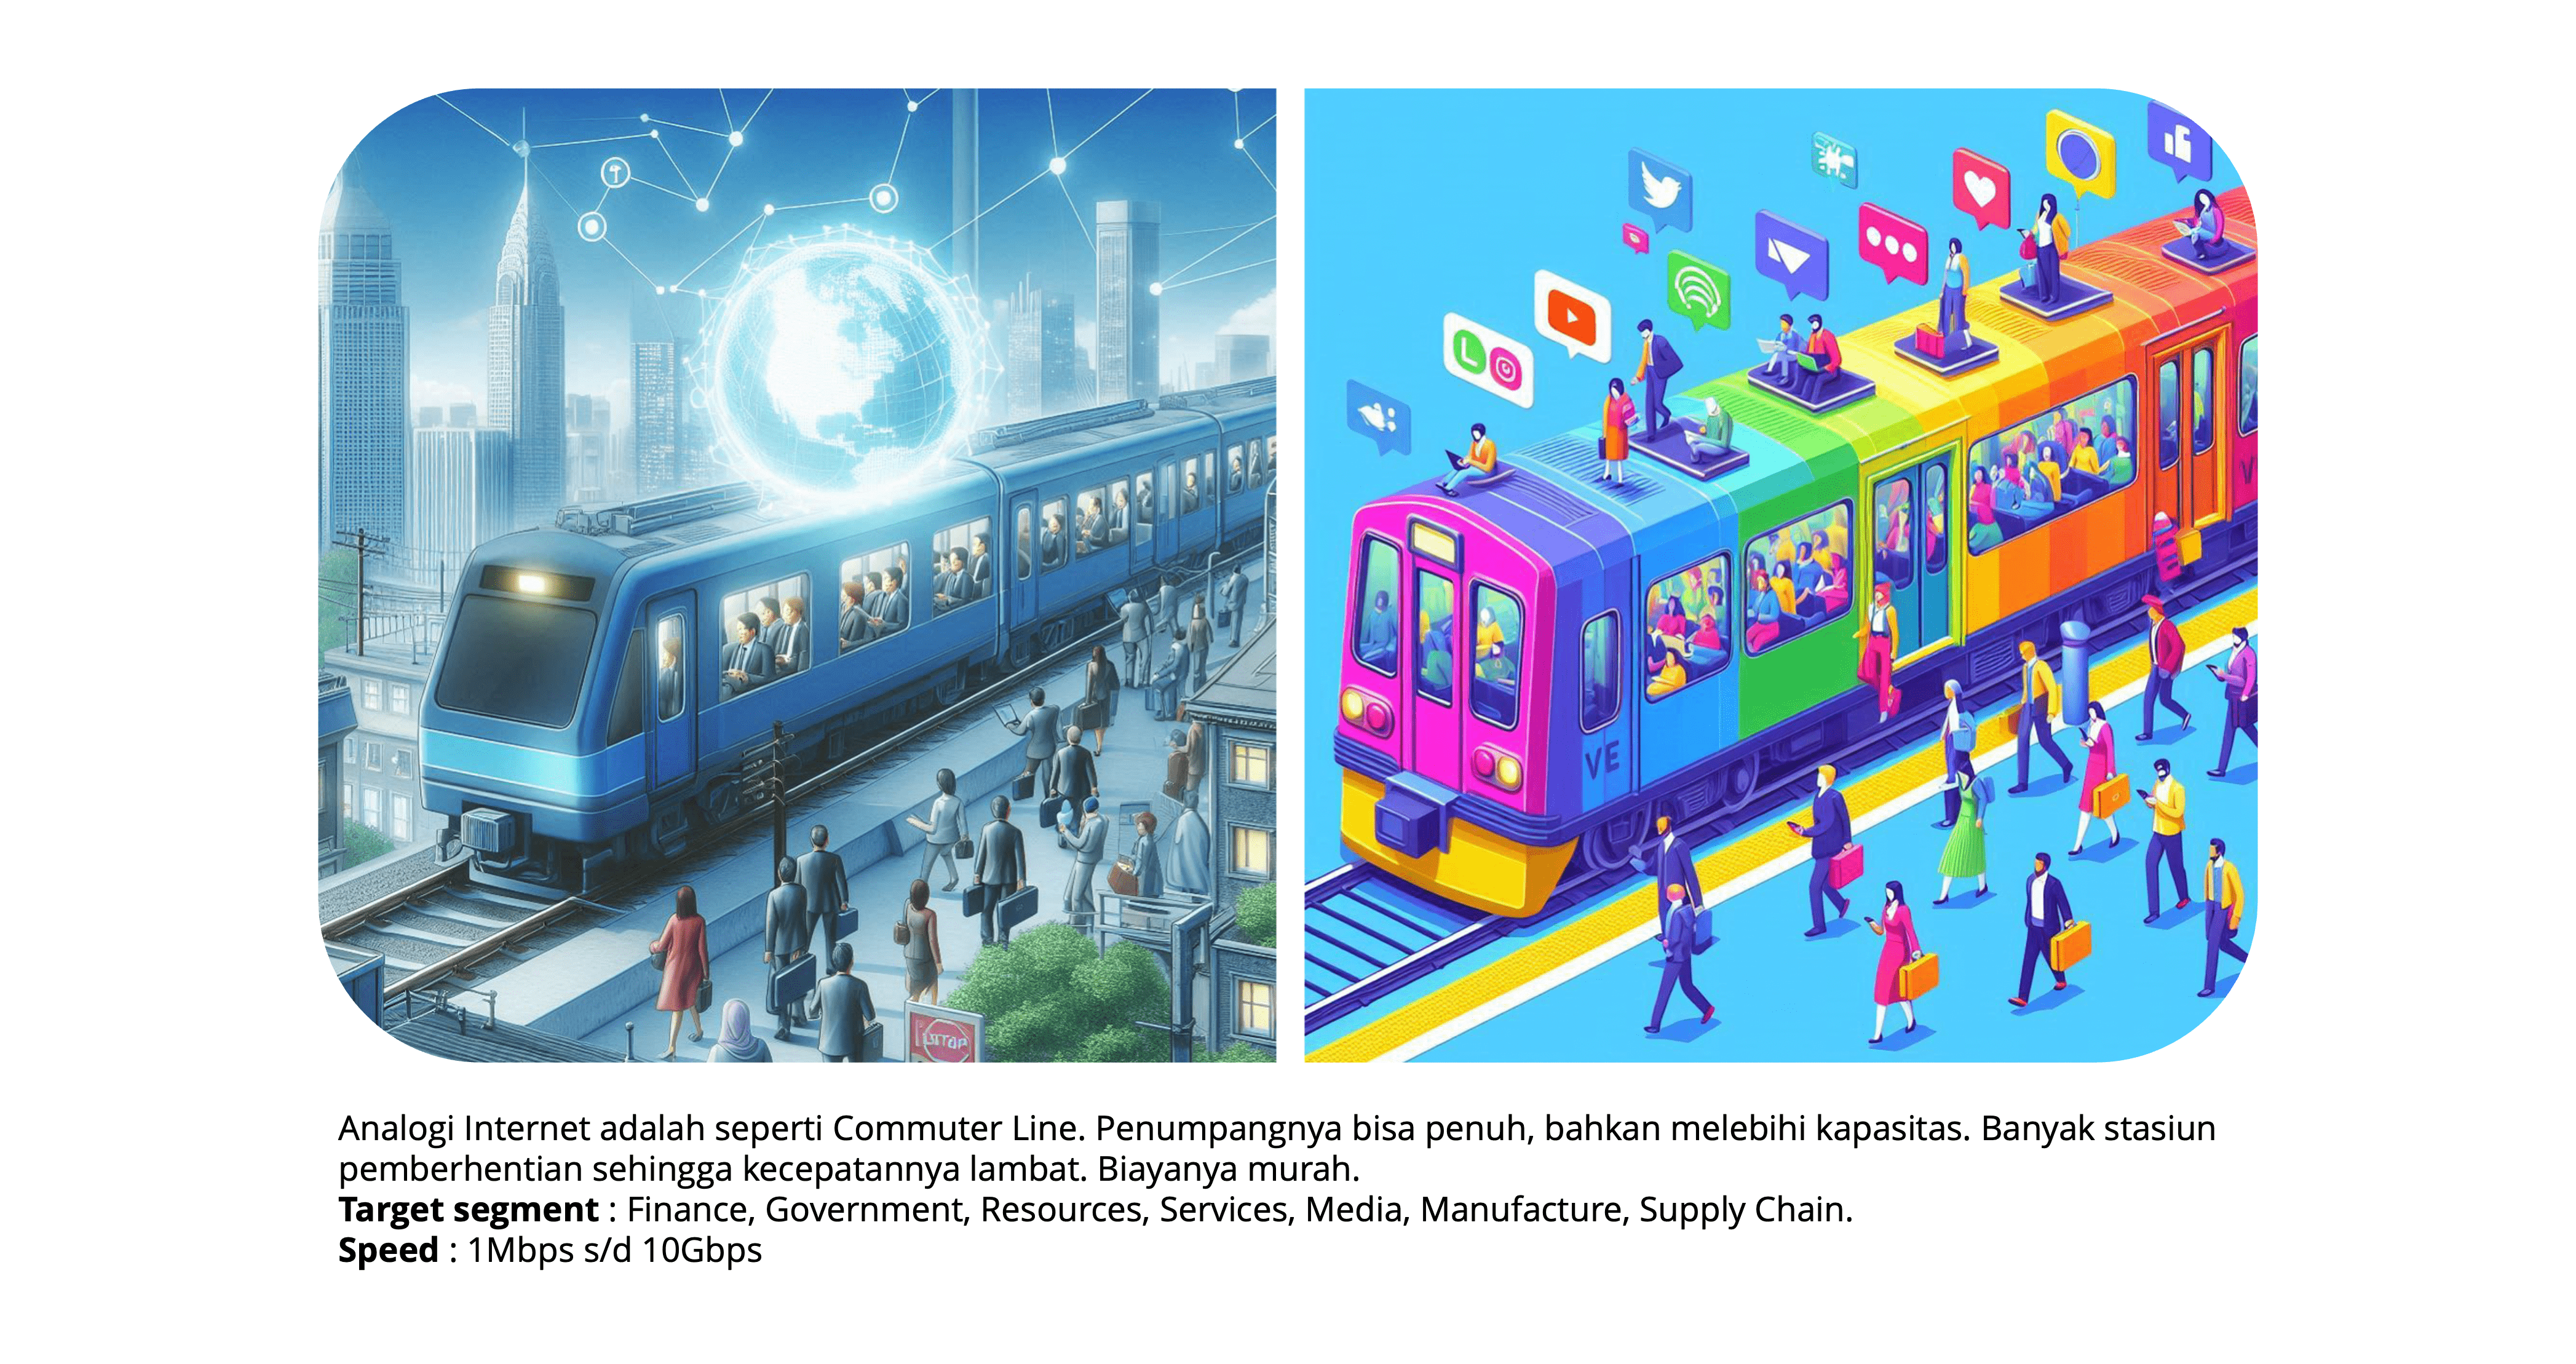 VE
Analogi Internet adalah seperti Commuter Line. Penumpangnya bisa penuh, bahkan melebihi kapasitas. Banyak stasiun
pemberhentian sehingga kecepatannya lambat. Biayanya murah.
Target segment : Finance, Government, Resources, Services, Media, Manufacture, Supply Chain.
Speed : 1Mbps s/d 10Gbps